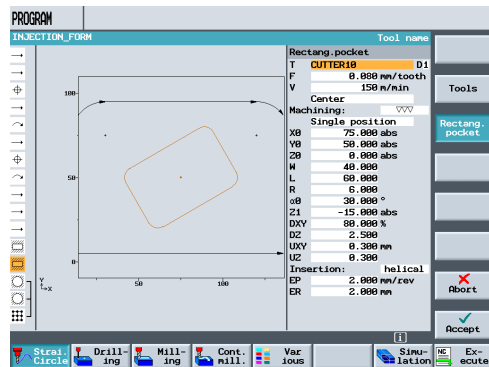 PROGRAM
INJECTION_FORM Tool name
Rectang.pocket
T CUTTER10 D1
F 0.080 mm/tooth
V 150 m/min
Center
Machining: ▽▽▽
Single position
X0 75.000 abs
Y0 50.000 abs
Z0 0.000 abs
W 40.000
L 60.000
R 6.000
α0 30.000 °
Z1 -15.000 abs
DXY 80.000 %
DZ 2.500
UXY 0.300 mm
UZ 0.300
Insertion: helical
EP 2.000 mm/rev
ER 2.000 mm
100
50
0
50 100
Y
X
Tools
Rectang.
pocket
Abort
Accept
i
Strai. Circle
Drill- ing
Mill- ing
Cont. mill.
Var ious
Simu- lation
NC Ex- ecute